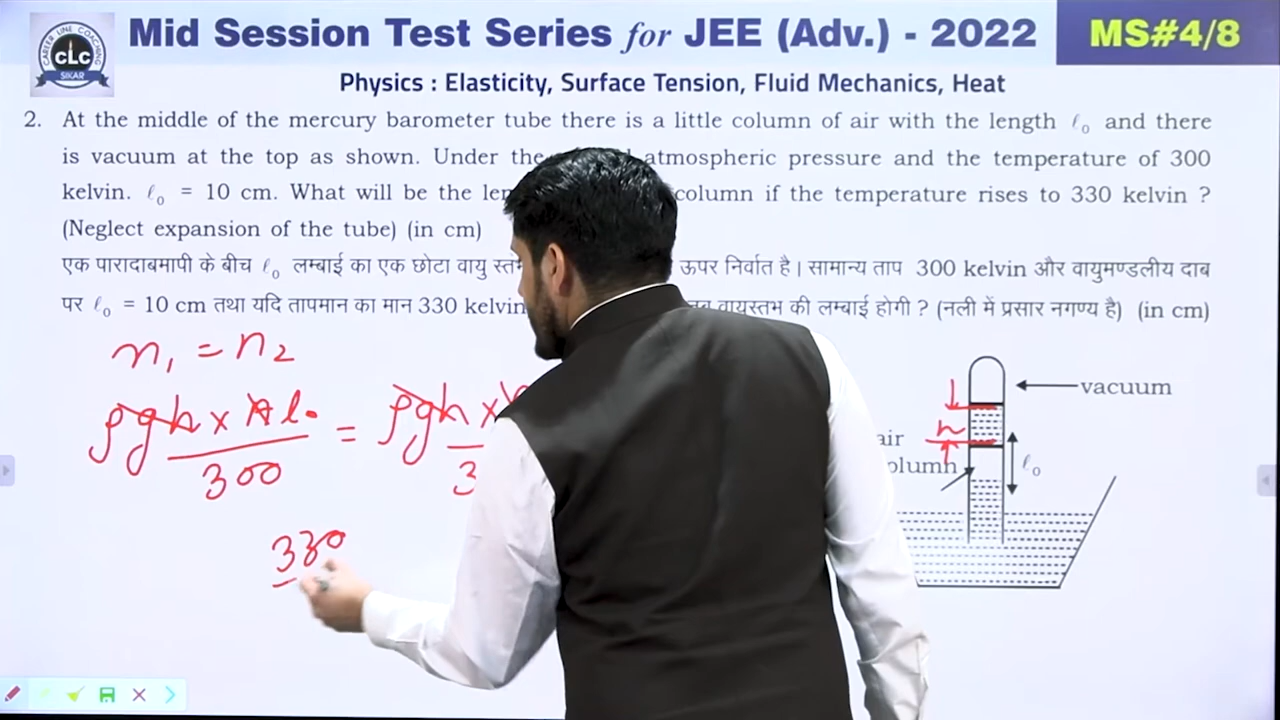 CAREER LINE COACHING
CLC
SIKAR
Mid Session Test Series for JEE (Adv.) - 2022
MS#4/8
Physics : Elasticity, Surface Tension, Fluid Mechanics, Heat
2. At the middle of the mercury barometer tube there is a little column of air with the length ℓ₀ and there
is vacuum at the top as shown. Under the atmospheric pressure and the temperature of 300
kelvin. ℓ₀ = 10 cm. What will be the column if the temperature rises to 330 kelvin ?
(Neglect expansion of the tube) (in cm)
एक पारादाबमापी के बीच ℓ₀ लम्बाई का एक छोटा वायु ऊपर निर्वात है। सामान्य ताप 300 kelvin और वायुमण्डलीय दाब
पर ℓ₀ = 10 cm तथा यदि तापमान का मान 330 kelvin वायुस्तभ की लम्बाई होगी ? (नली में प्रसार नगण्य है) (in cm)
n₁ = n₂
ρgh × A l₀ = ρgh ×
300
330
vacuum
h
air
column
ℓ₀